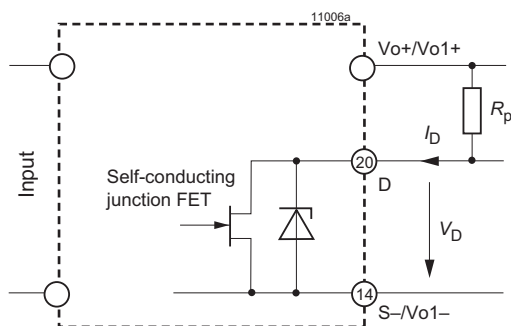 11006a
Vo+/Vo1+
Rp
ID
20
D
Input
Self-conducting
junction FET
VD
14
S–/Vo1–